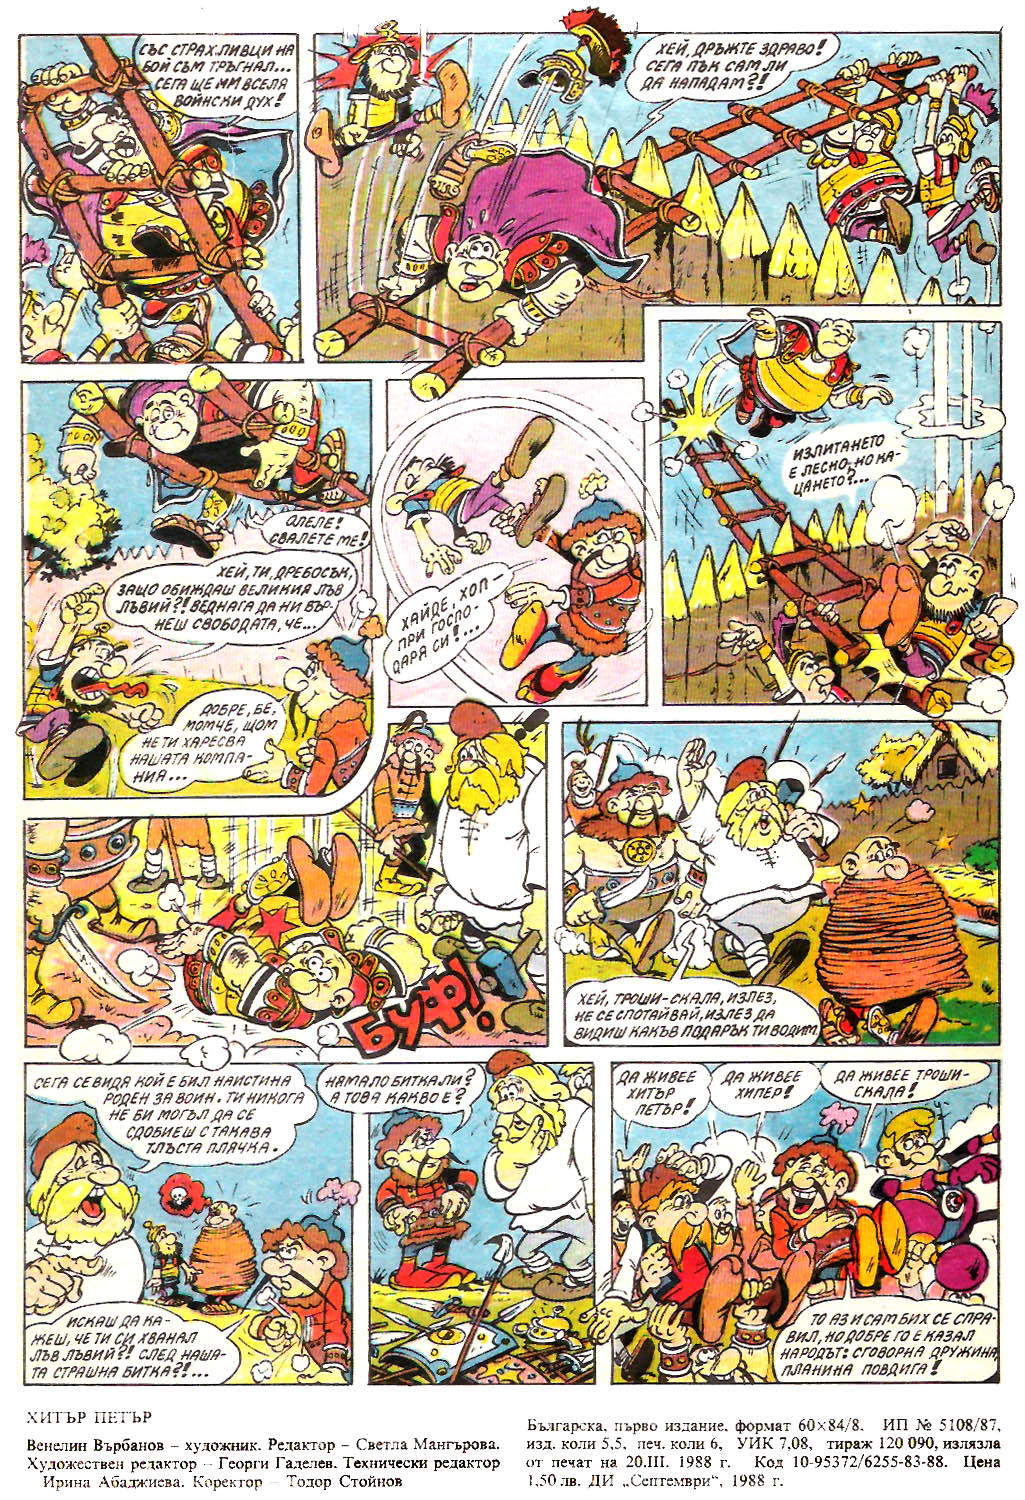 СЪС СТРАХЛИВЦИ НА
БОЙ СЪМ ТРЪГНАЛ...
СЕГА ЩЕ ИМ ВСЕЛЯ
ВОЙНСКИ ДУХ!
ХЕЙ, ДРЪЖТЕ ЗДРАВО!
СЕГА ПЪК САМ ЛИ
ДА НАПАДАМ?!
ИЗЛИТАНЕТО
Е ЛЕСНО, НО КА-
ЦАНЕТО?...
ОЛЕЛЕ!
СВАЛЕТЕ МЕ!
ХЕЙ, ТИ, ДРЕБОСЪК,
ЗАЩО ОБИЖДАШ ВЕЛИКИЯ ЛЪВ
ЛЪВИЙ?! ВЕДНАГА ДА НИ ВЪР-
НЕШ СВОБОДАТА, ЧЕ...
ДОБРЕ, БЕ,
МОМЧЕ, ЩОМ
НЕ ТИ ХАРЕСВА
НАШАТА КОМПА-
НИЯ...
ХАЙДЕ, ХОП-
ПРИ ГОСПО-
ДАРЯ СИ!...
БУФ!
ХЕЙ, ТРОШИ-СКАЛА, ИЗЛЕЗ,
НЕ СЕ СПОТАЙВАЙ, ИЗЛЕЗ ДА
ВИДИШ КАКЪВ ПОДАРЪК ТИ ВОДИМ
СЕГА СЕ ВИДЯ КОЙ Е БИЛ НАИСТИНА
РОДЕН ЗА ВОИН. ТИ НИКОГА
НЕ БИ МОГЪЛ ДА СЕ
СДОБИЕШ С ТАКАВА
ТЛЪСТА ПЛЯЧКА.
ИСКАШ ДА КА-
ЖЕШ, ЧЕ ТИ СИ ХВАНАЛ
ЛЪВ ЛЪВИЙ?! СЛЕД НАША-
ТА СТРАШНА БИТКА?!...
НЯМАЛО БИТКА ЛИ?
А ТОВА КАКВО Е?
ДА ЖИВЕЕ
ХИТЪР
ПЕТЪР!
ДА ЖИВЕЕ
ХИПЕР!
ДА ЖИВЕЕ ТРОШИ-
СКАЛА!
ТО АЗ И САМ БИХ СЕ СПРА-
ВИЛ, НО ДОБРЕ ГО Е КАЗАЛ
НАРОДЪТ: СГОВОРНА ДРУЖИНА
ПЛАНИНА ПОВДИГА!
ХИТЪР ПЕТЪР
Венелин Върбанов – художник. Редактор – Светла Мангърова.
Художествен редактор – Георги Гаделев. Технически редактор
Ирина Абаджиева. Коректор – Тодор Стойнов
Българска, първо издание, формат 60×84/8. ИП № 5108/87,
изд. коли 5,5, печ. коли 6, УИК 7,08, тираж 120 090, излязла
от печат на 20.III. 1988 г. Код 10-95372/6255-83-88. Цена
1,50 лв. ДИ „Септември“, 1988 г.